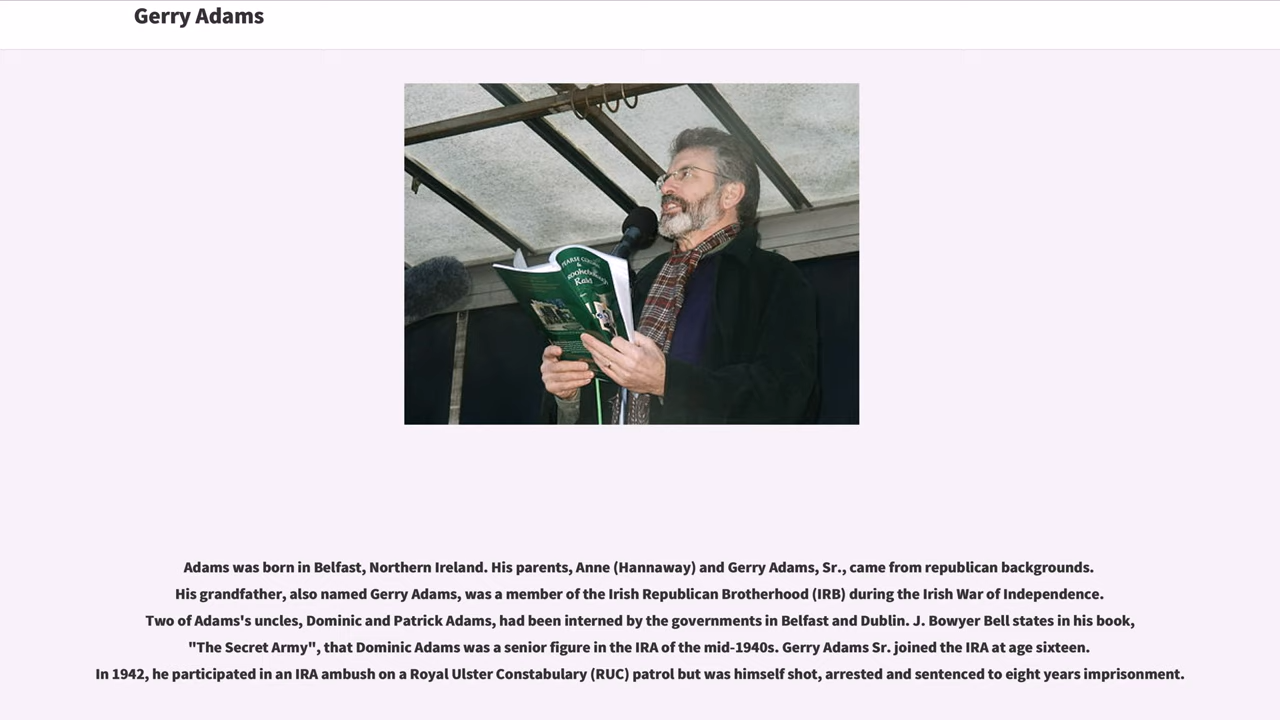 Gerry Adams
PEARSE COLUMN
&
Brookeborough
Raid
Adams was born in Belfast, Northern Ireland. His parents, Anne (Hannaway) and Gerry Adams, Sr., came from republican backgrounds.
His grandfather, also named Gerry Adams, was a member of the Irish Republican Brotherhood (IRB) during the Irish War of Independence.
Two of Adams's uncles, Dominic and Patrick Adams, had been interned by the governments in Belfast and Dublin. J. Bowyer Bell states in his book,
"The Secret Army", that Dominic Adams was a senior figure in the IRA of the mid-1940s. Gerry Adams Sr. joined the IRA at age sixteen.
In 1942, he participated in an IRA ambush on a Royal Ulster Constabulary (RUC) patrol but was himself shot, arrested and sentenced to eight years imprisonment.